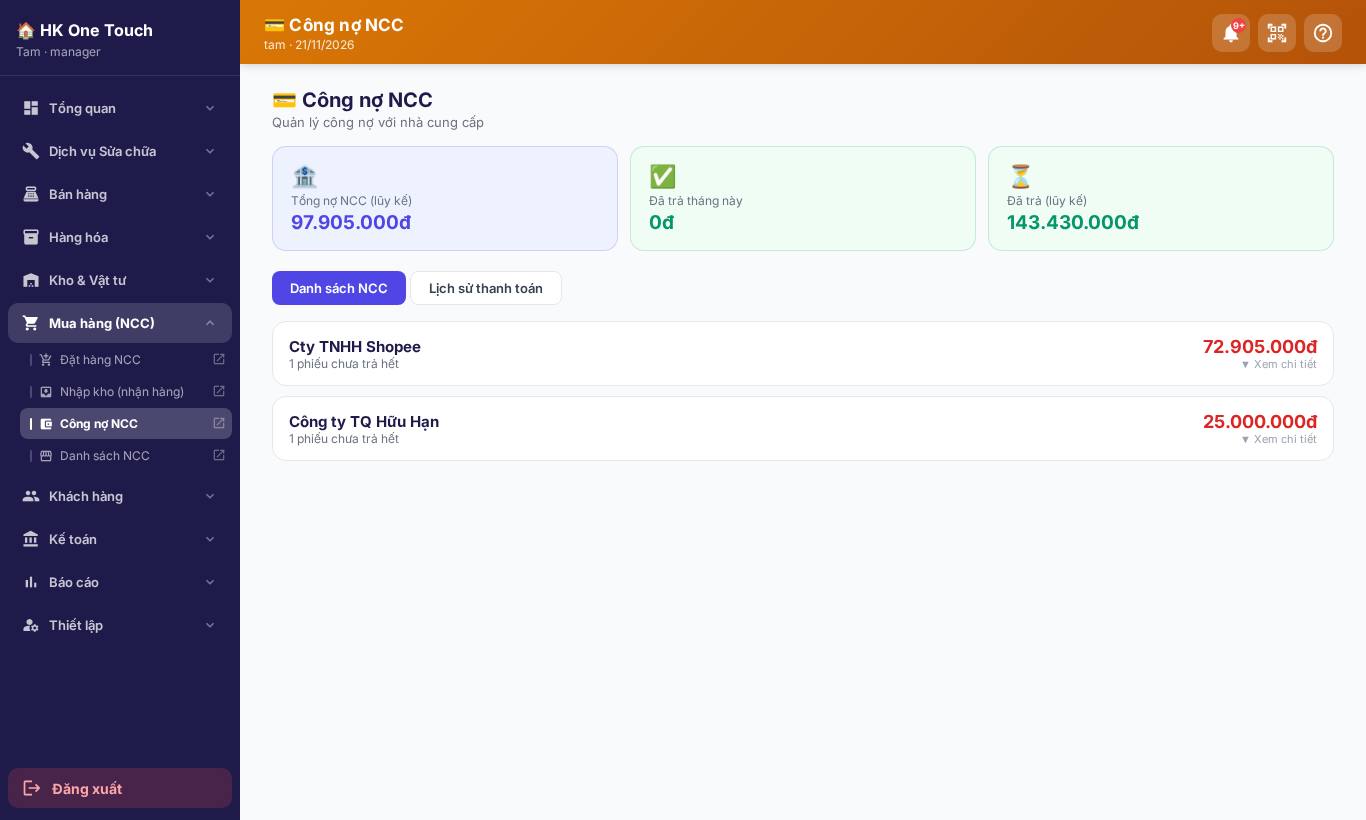 HK One Touch
Tam · manager
Tổng quan
Dịch vụ Sửa chữa
Bán hàng
Hàng hóa
Kho & Vật tư
Mua hàng (NCC)
Đặt hàng NCC
Nhập kho (nhận hàng)
Công nợ NCC
Danh sách NCC
Khách hàng
Kế toán
Báo cáo
Thiết lập
Đăng xuất
Công nợ NCC
tam · 21/11/2026
9+
Công nợ NCC
Quản lý công nợ với nhà cung cấp
Tổng nợ NCC (lũy kế)
97.905.000đ
Đã trả tháng này
0đ
Đã trả (lũy kế)
143.430.000đ
Danh sách NCC
Lịch sử thanh toán
Cty TNHH Shopee
72.905.000đ
1 phiếu chưa trả hết
▼ Xem chi tiết
Công ty TQ Hữu Hạn
25.000.000đ
1 phiếu chưa trả hết
▼ Xem chi tiết